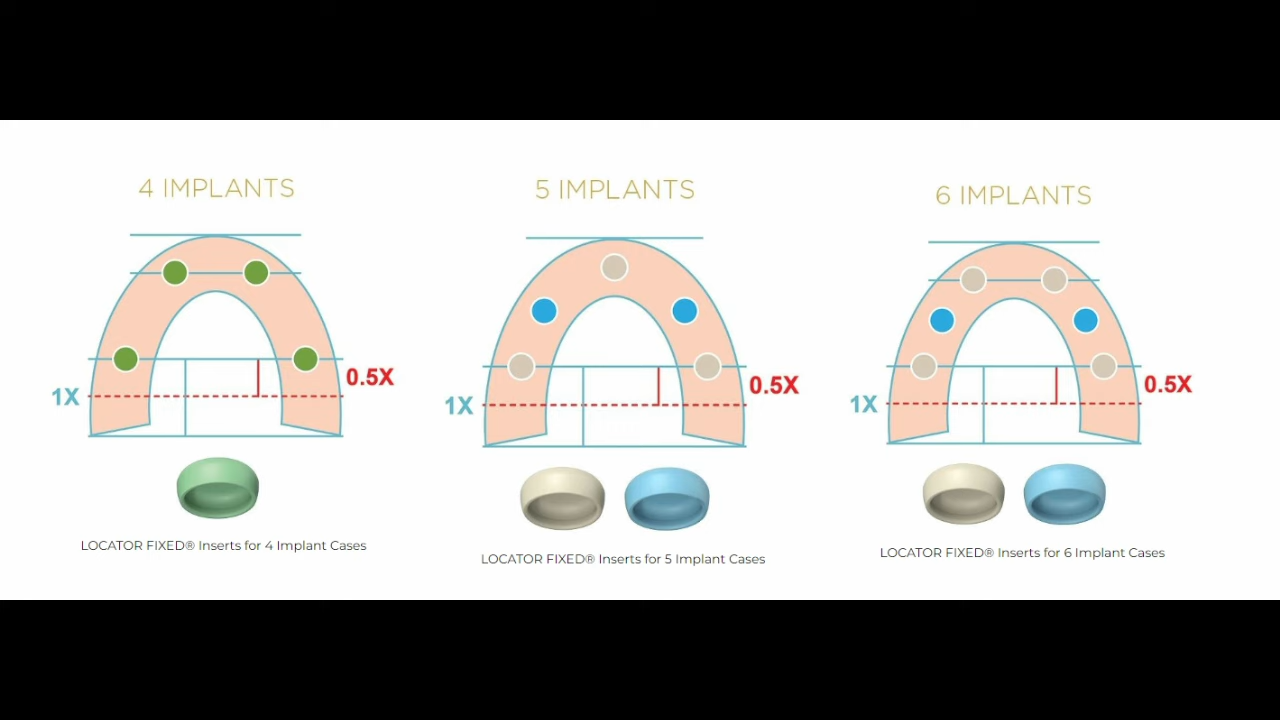 4 IMPLANTS
1X
0.5X
LOCATOR FIXED® Inserts for 4 Implant Cases
5 IMPLANTS
1X
0.5X
LOCATOR FIXED® Inserts for 5 Implant Cases
6 IMPLANTS
1X
0.5X
LOCATOR FIXED® Inserts for 6 Implant Cases